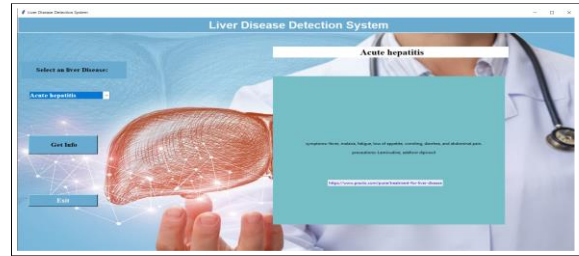 Liver Disease Detection System
Liver Disease Detection System
Acute hepatitis
Select an liver Disease:
Acute hepatitis
Get Info
symptoms: fever, malaise, fatigue, loss of appetite, vomiting, diarrhea, and abdominal pain.
precautions:
Exit